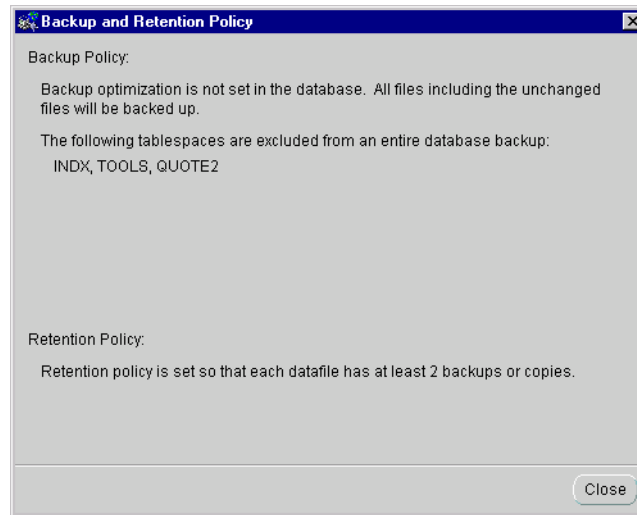 Backup and Retention Policy
Backup Policy:
Backup optimization is not set in the database. All files including the unchanged
files will be backed up.
The following tablespaces are excluded from an entire database backup:
INDX, TOOLS, QUOTE2
Retention Policy:
Retention policy is set so that each datafile has at least 2 backups or copies.
Close